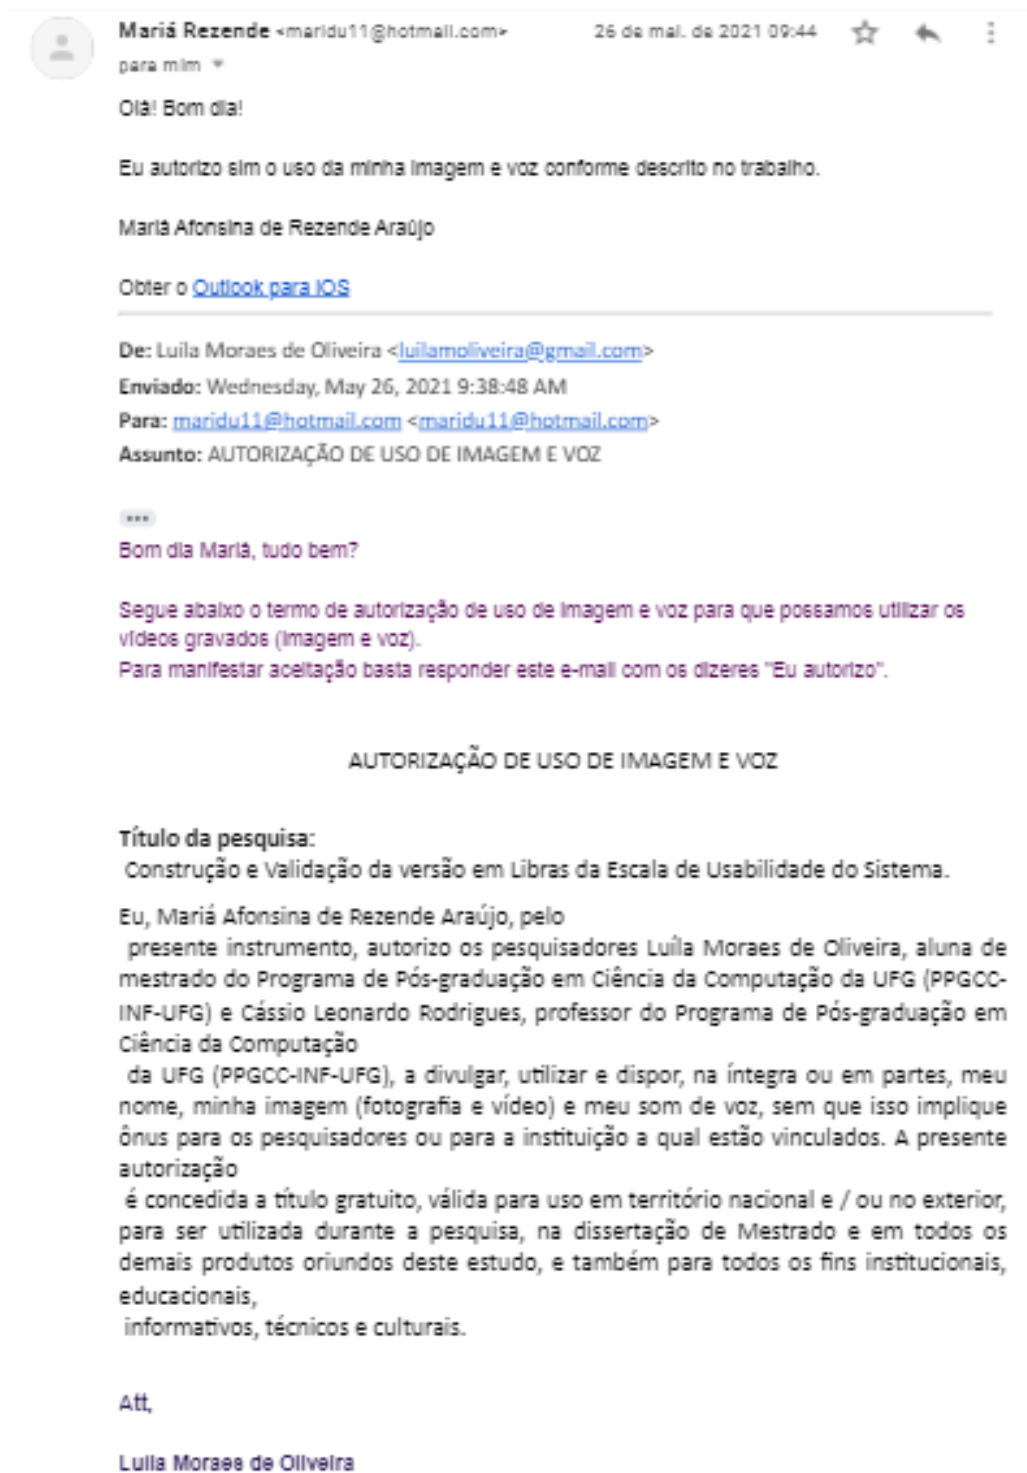 Mariá Rezende <maridu11@hotmail.com>
26 de mai. de 2021 09:44
para mim
Olá! Bom dia!
Eu autorizo sim o uso da minha imagem e voz conforme descrito no trabalho.
Mariá Afonsina de Rezende Araújo
Obter o Outlook para iOS
De: Luíla Moraes de Oliveira <luilamoliveira@gmail.com>
Enviado: Wednesday, May 26, 2021 9:38:48 AM
Para: maridu11@hotmail.com <maridu11@hotmail.com>
Assunto: AUTORIZAÇÃO DE USO DE IMAGEM E VOZ
Bom dia Mariá, tudo bem?
Segue abaixo o termo de autorização de uso de imagem e voz para que possamos utilizar os
vídeos gravados (imagem e voz).
Para manifestar aceitação basta responder este e-mail com os dizeres "Eu autorizo".
AUTORIZAÇÃO DE USO DE IMAGEM E VOZ
Título da pesquisa:
Construção e Validação da versão em Libras da Escala de Usabilidade do Sistema.
Eu, Mariá Afonsina de Rezende Araújo, pelo
presente instrumento, autorizo os pesquisadores Luíla Moraes de Oliveira, aluna de
mestrado do Programa de Pós-graduação em Ciência da Computação da UFG (PPGCC-
INF-UFG) e Cássio Leonardo Rodrigues, professor do Programa de Pós-graduação em
Ciência da Computação
da UFG (PPGCC-INF-UFG), a divulgar, utilizar e dispor, na íntegra ou em partes, meu
nome, minha imagem (fotografia e vídeo) e meu som de voz, sem que isso implique
ônus para os pesquisadores ou para a instituição a qual estão vinculados. A presente
autorização
é concedida a título gratuito, válida para uso em território nacional e / ou no exterior,
para ser utilizada durante a pesquisa, na dissertação de Mestrado e em todos os
demais produtos oriundos deste estudo, e também para todos os fins institucionais,
educacionais,
informativos, técnicos e culturais.
Att,
Luíla Moraes de Oliveira